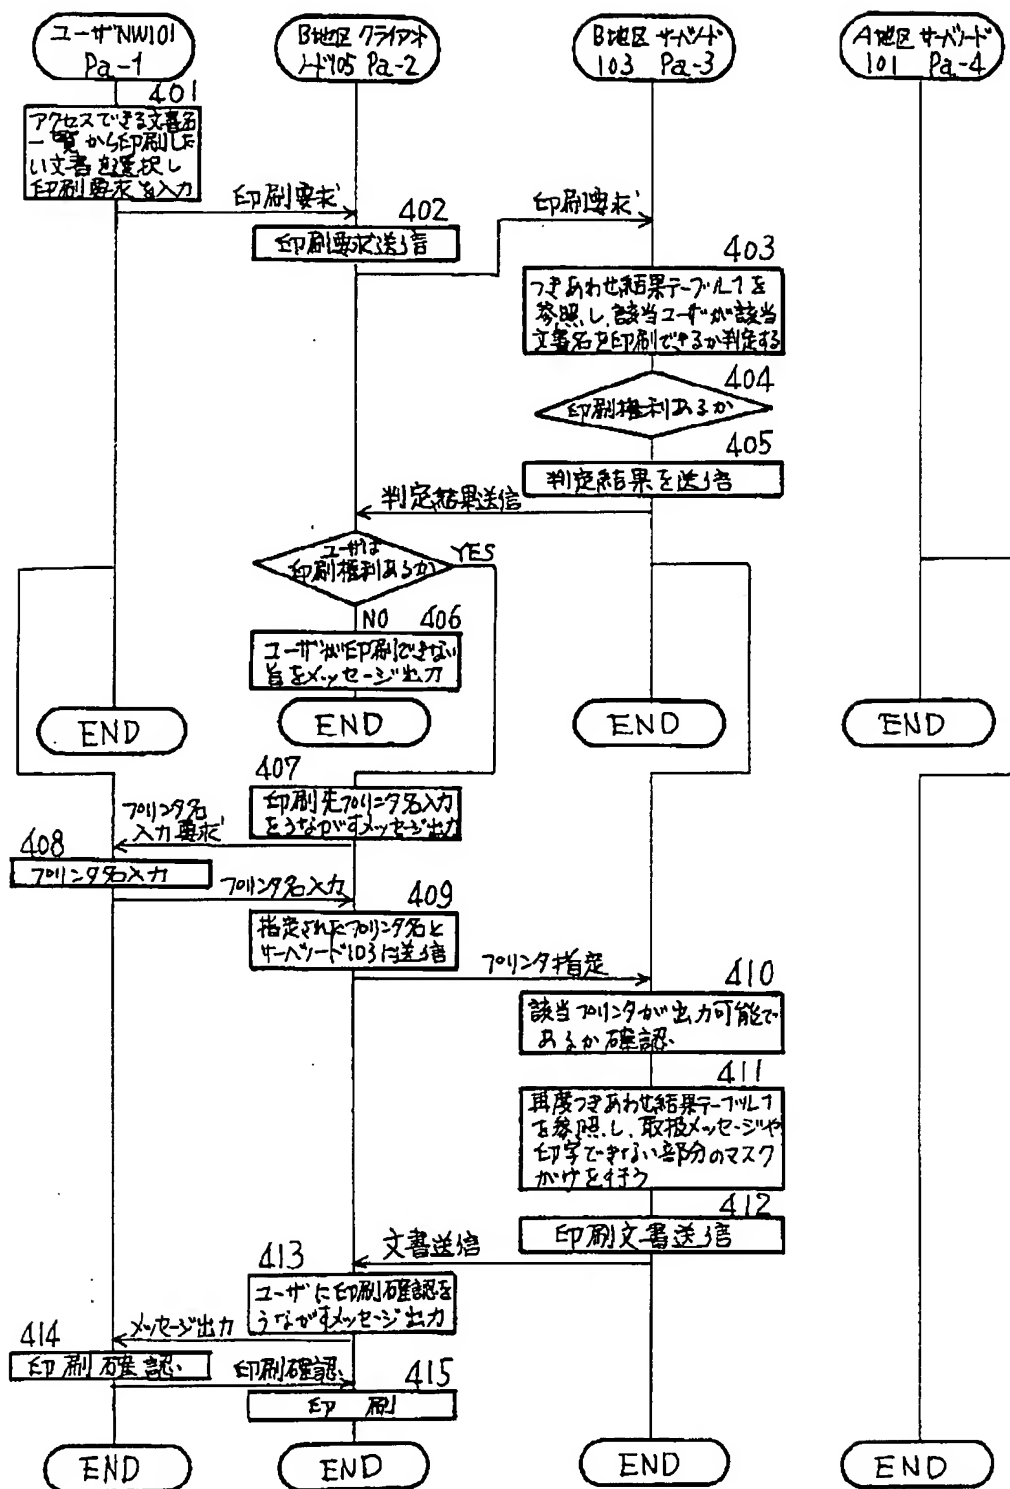 ユーザNW101
Pa-1
B地区 クライアント
ノード105 Pa-2
B地区 サーバノード
103 Pa-3
A地区 サーバノード
101 Pa-4
401
アクセスできる文書名
一覧から印刷した
い文書を選択し
印刷要求を入力
印刷要求
402
印刷要求送信
印刷要求
403
つきあわせ結果テーブルTを
参照し、該当ユーザが該当
文書名を印刷できるか判定する
404
印刷権利あるか
405
判定結果を送信
判定結果送信
ユーザは
印刷権利あるか
YES
NO
406
ユーザが印刷できない
旨をメッセージ出力
END
END
END
END
407
印刷先プリンタ名入力
をうながすメッセージ出力
プリンタ名
入力要求
408
プリンタ名入力
プリンタ名入力
409
指定されたプリンタ名を
サーバノード103に送信
プリンタ指定
410
該当プリンタが出力可能で
あるか確認
411
再度つきあわせ結果テーブルT
を参照し、取扱メッセージや
印字できない部分のマスク
がけを行う
412
印刷文書送信
文書送信
413
ユーザに印刷確認を
うながすメッセージ出力
メッセージ出力
414
印刷確認
印刷確認
415
印刷
END
END
END
END